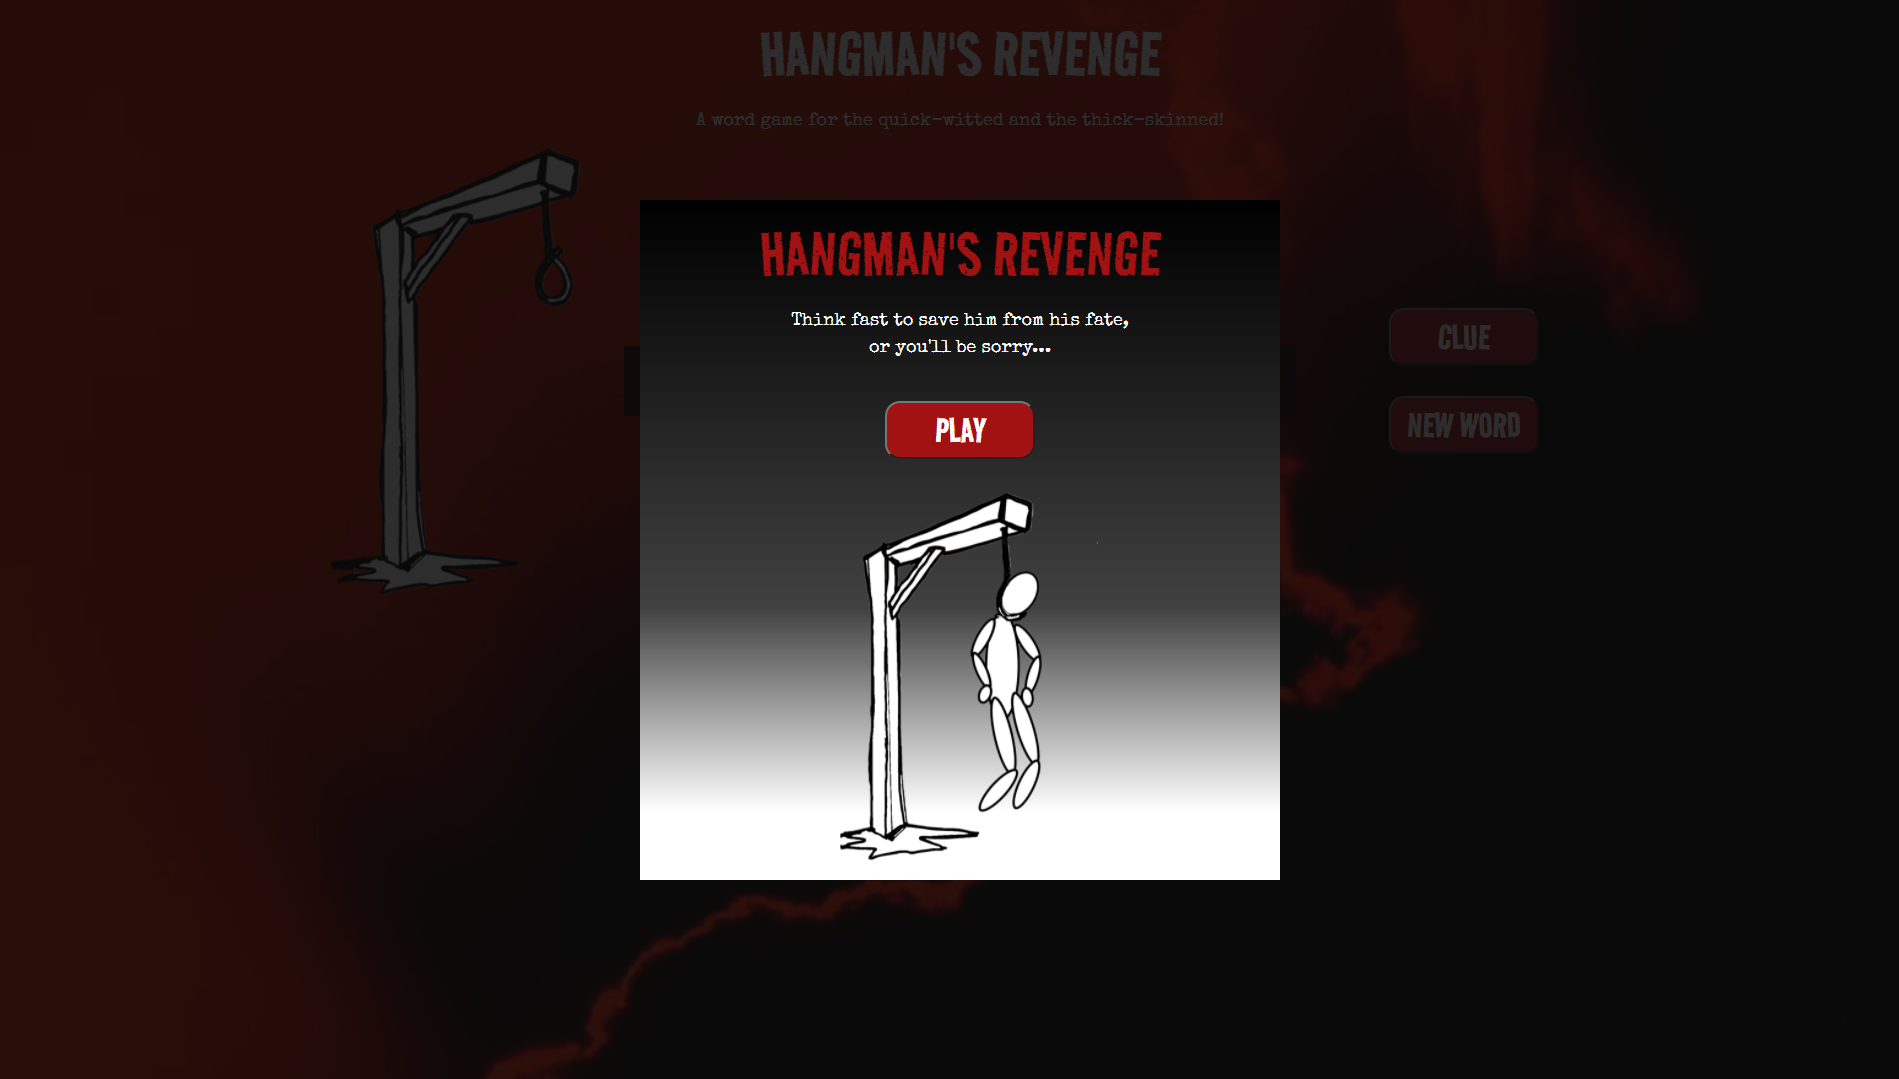 HANGMAN'S REVENGE
A word game for the quick-witted and the thick-skinned!
HANGMAN'S REVENGE
Think fast to save him from his fate,
or you'll be sorry...
PLAY
CLUE
NEW WORD